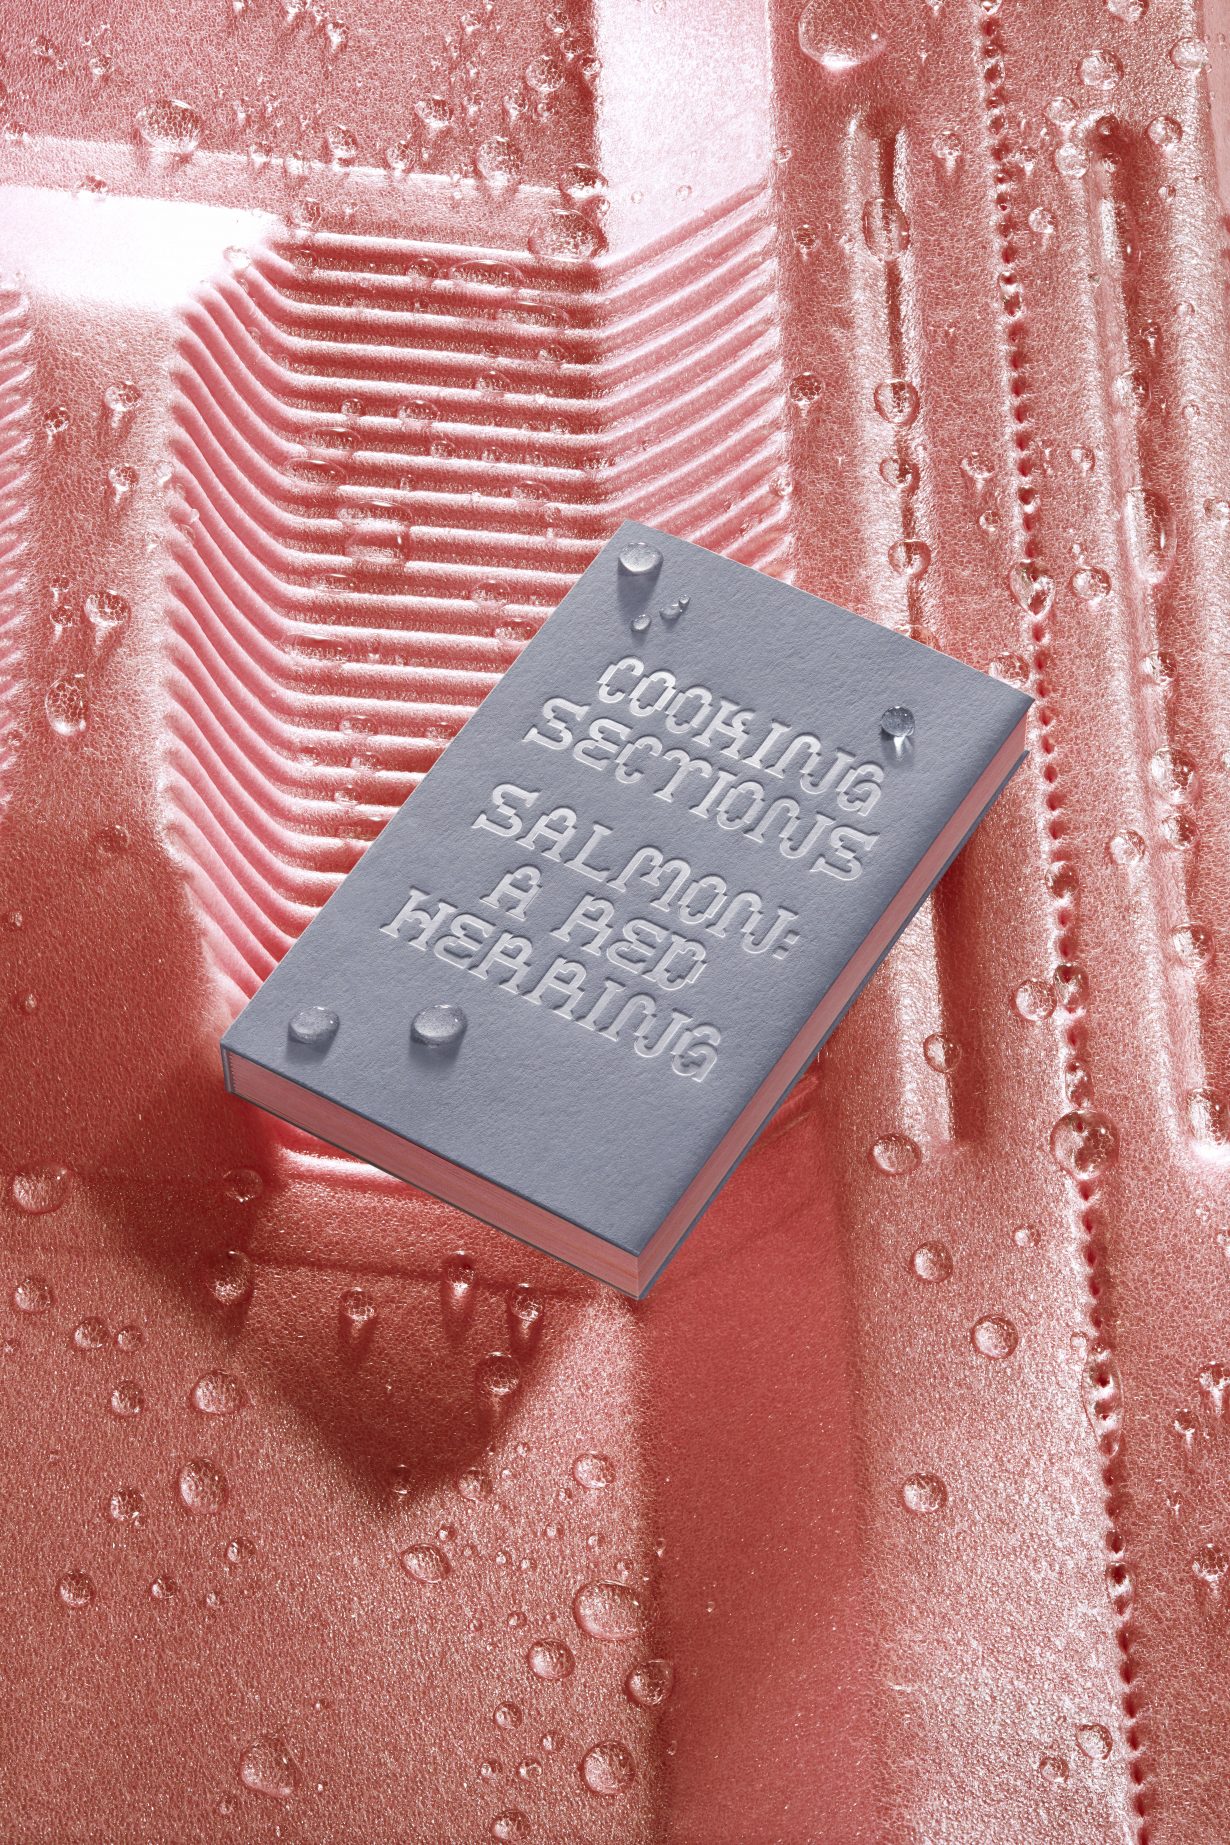 COOKING
SECTIONS
SALMON:
A RED
HERRING